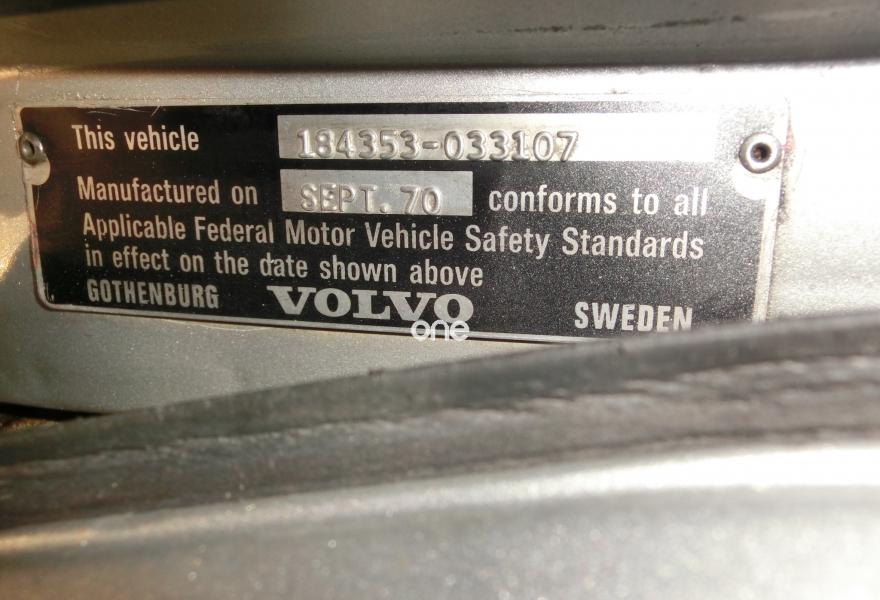 This vehicle 184353-033107
Manufactured on SEPT. 70 conforms to all
Applicable Federal Motor Vehicle Safety Standards
in effect on the date shown above
GOTHENBURG VOLVO SWEDEN
one